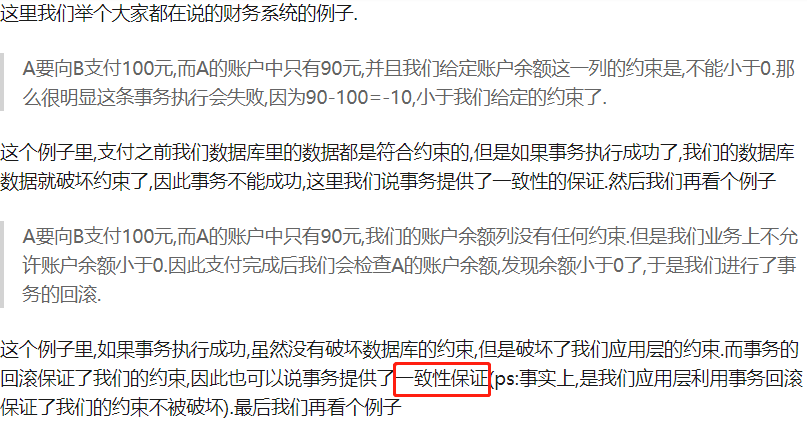 这里我们举个大家都在说的财务系统的例子.
A要向B支付100元,而A的账户中只有90元,并且我们给定账户余额这一列的约束是,不能小于0.那
么很明显这条事务执行会失败,因为90-100=-10,小于我们给定的约束了.
这个例子里,支付之前我们数据库里的数据都是符合约束的,但是如果事务执行成功了,我们的数据库
数据就破坏约束了,因此事务不能成功,这里我们说事务提供了一致性的保证.然后我们再看个例子
A要向B支付100元,而A的账户中只有90元,我们的账户余额列没有任何约束.但是我们业务上不允
许账户余额小于0.因此支付完成后我们会检查A的账户余额,发现余额小于0了,于是我们进行了事
务的回滚.
这个例子里,如果事务执行成功,虽然没有破坏数据库的约束,但是破坏了我们应用层的约束.而事务的
回滚保证了我们的约束,因此也可以说事务提供了一致性保证(ps:事实上,是我们应用层利用事务回滚
保证了我们的约束不被破坏).最后我们再看个例子